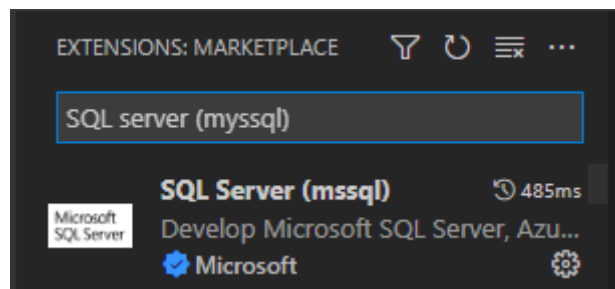 EXTENSIONS: MARKETPLACE
SQL server (myssql)
SQL Server (mssql) 485ms
Microsoft
SQL Server
Develop Microsoft SQL Server, Azu...
Microsoft